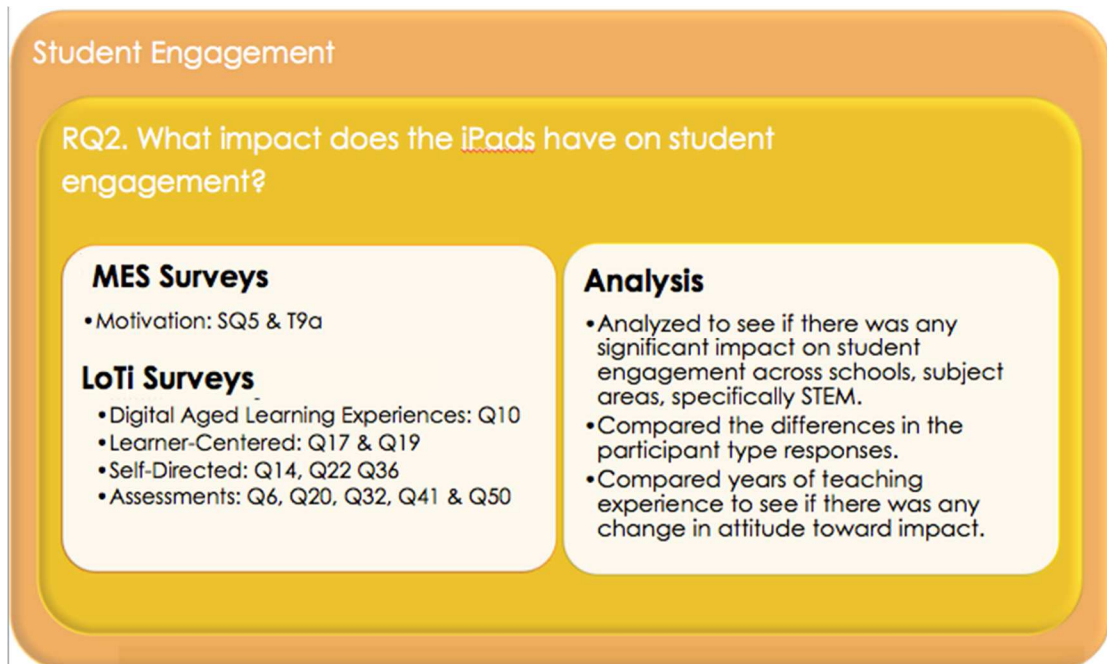 Student Engagement
RQ2. What impact does the iPads have on student
engagement?
MES Surveys
•Motivation: SQ5 & T9a
LoTi Surveys
•Digital Aged Learning Experiences: Q10
•Learner-Centered: Q17 & Q19
•Self-Directed: Q14, Q22 Q36
•Assessments: Q6, Q20, Q32, Q41 & Q50
Analysis
•Analyzed to see if there was any
significant impact on student
engagement across schools, subject
areas, specifically STEM.
•Compared the differences in the
participant type responses.
•Compared years of teaching
experience to see if there was any
change in attitude toward impact.